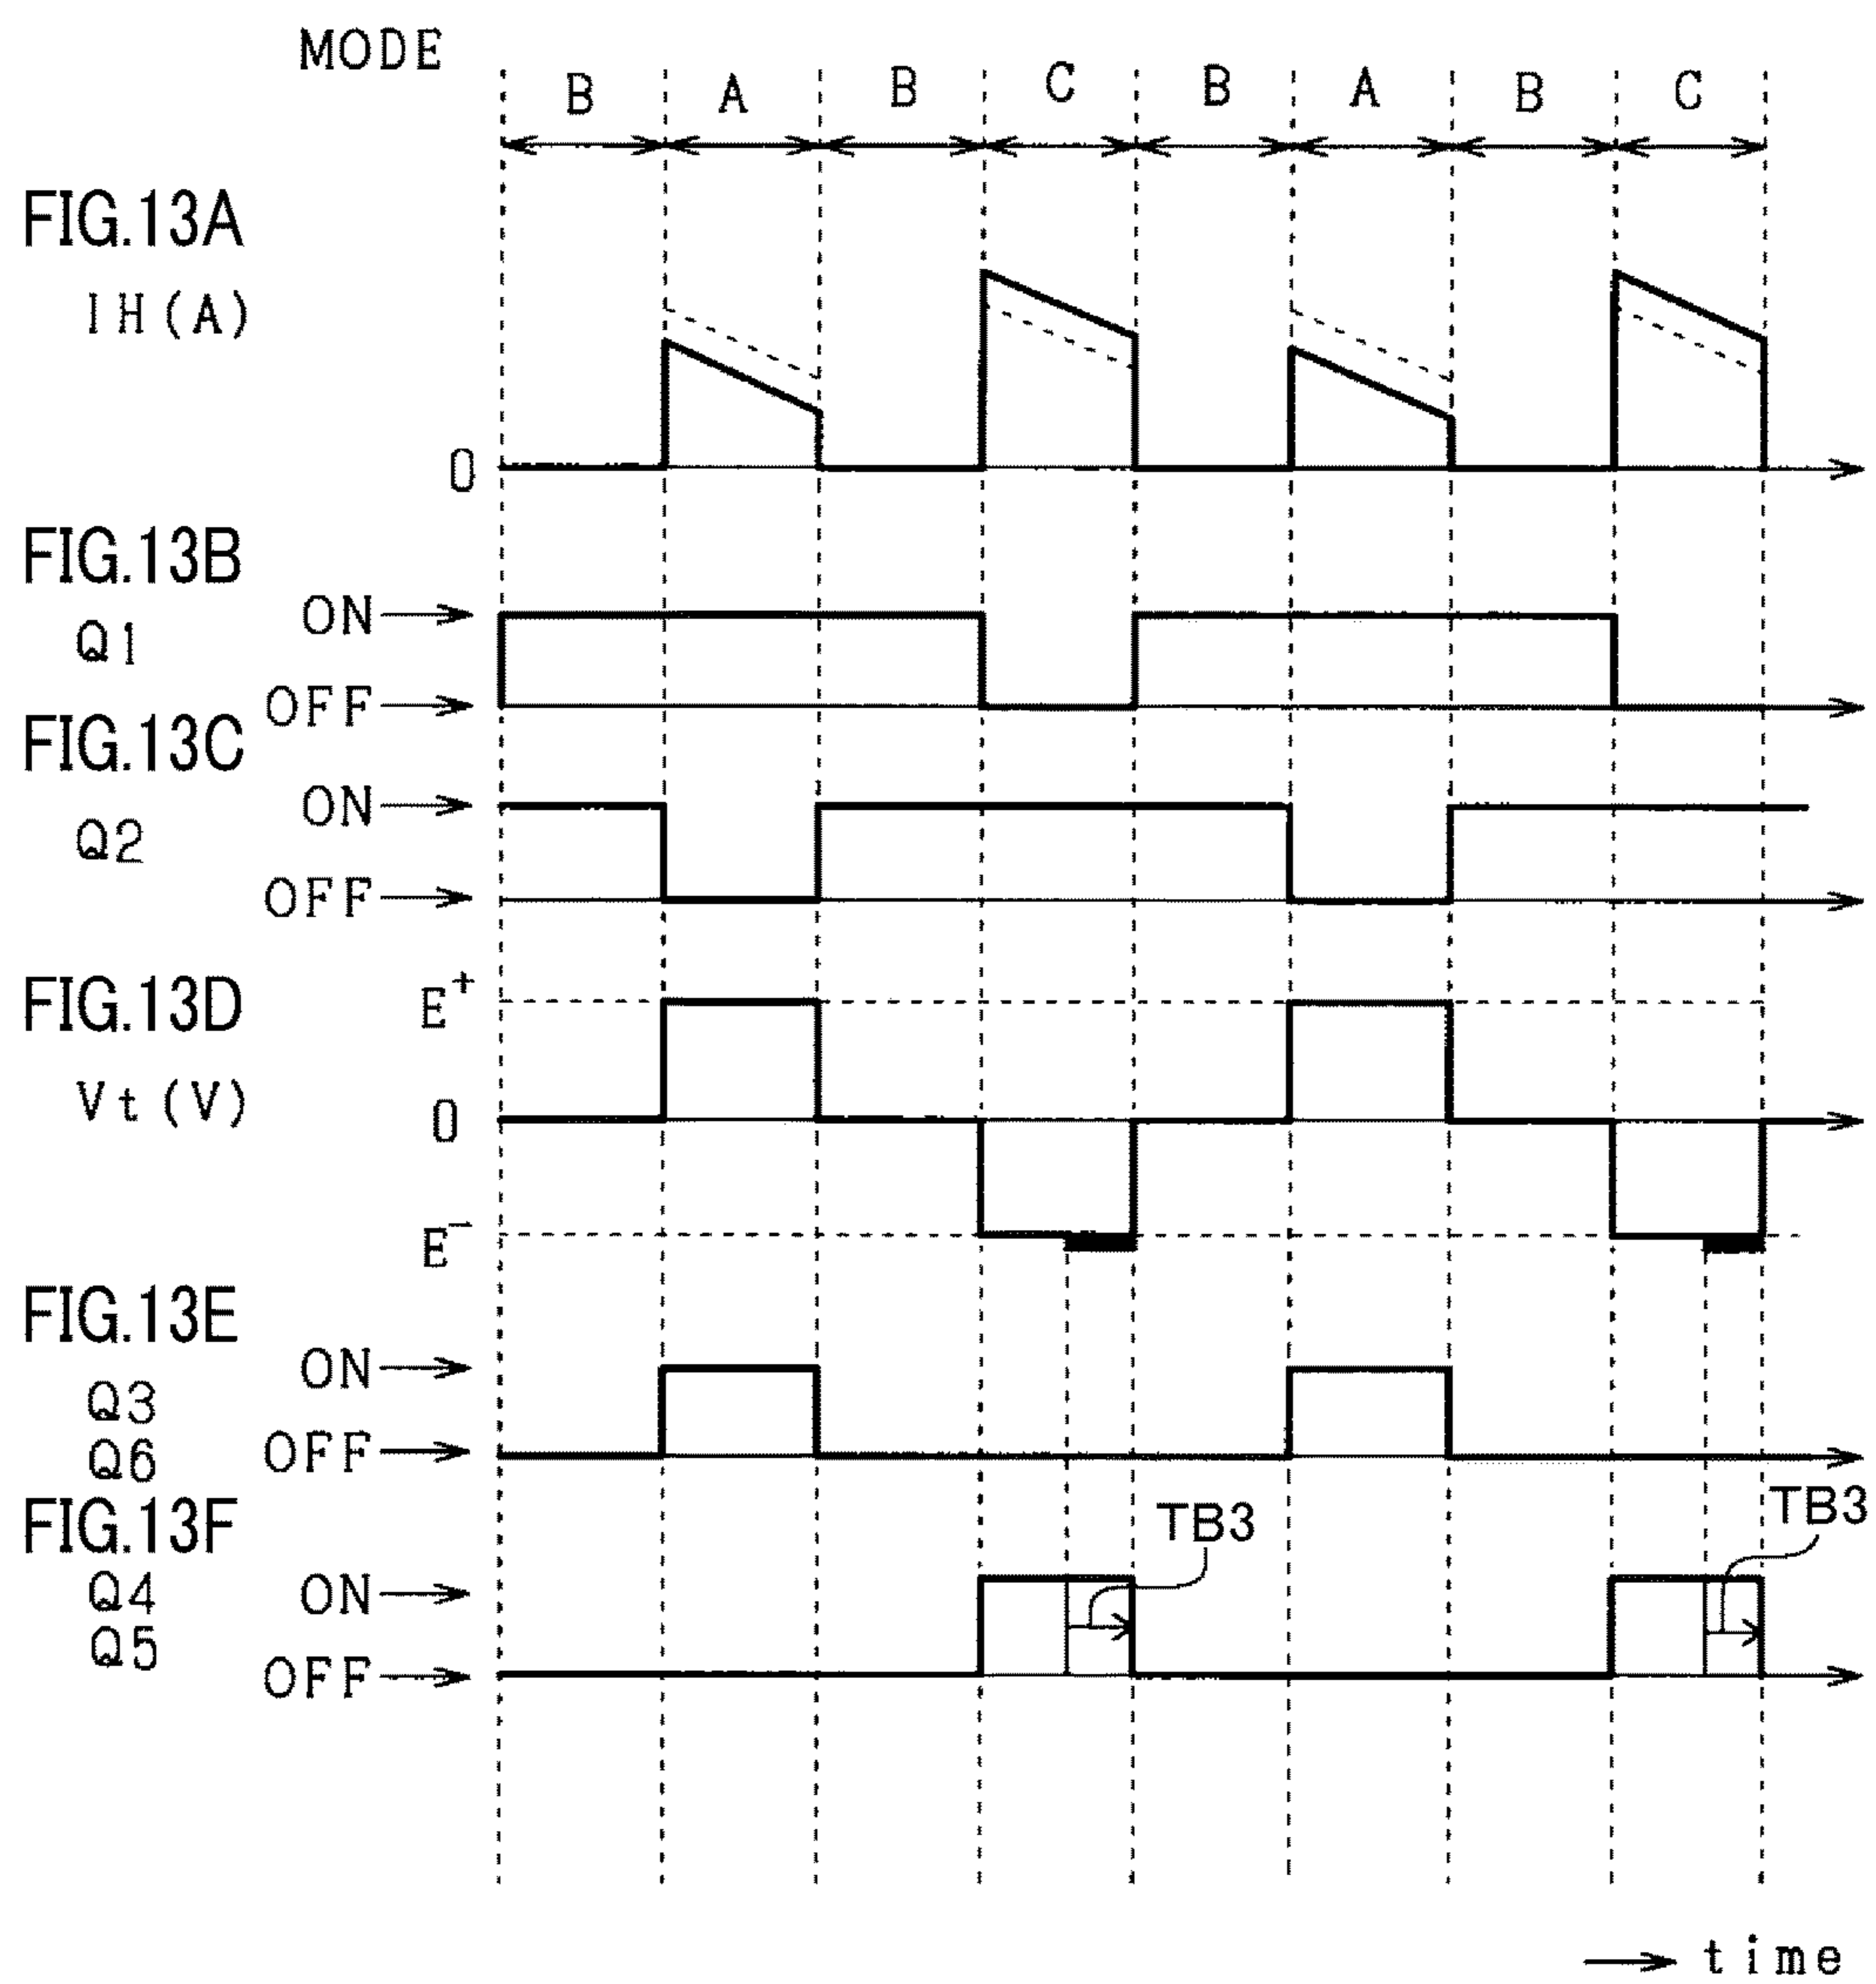 MODE
B A B C B A B C
FIG.13A
IH(A)
0
FIG.13B
ON
Q1
OFF
FIG.13C
ON
Q2
OFF
FIG.13D
E+
Vt(V)
0
E−
FIG.13E
ON
Q3
Q6
OFF
FIG.13F
TB3 TB3
Q4
ON
Q5
OFF
time